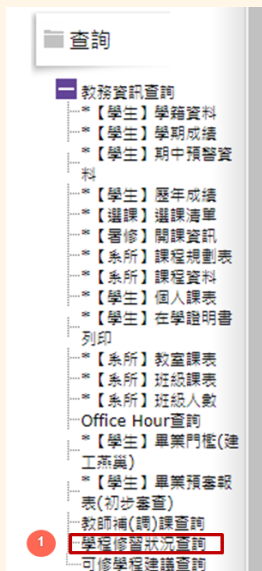 查詢
教務資訊查詢
*【學生】學籍資料
*【學生】學期成績
*【學生】期中預警資
料
*【學生】歷年成績
*【選課】選課清單
*【暑修】開課資訊
*【系所】課程規劃表
*【系所】課程資料
*【學生】個人課表
*【學生】在學證明書
列印
*【系所】教室課表
*【系所】班級課表
*【系所】班級人數
Office Hour查詢
*【學生】畢業門檻(建
工燕巢)
*【學生】畢業預審報
表(初步審查)
教師補(調)課查詢
1 學程修習狀況查詢
可修學程建議查詢